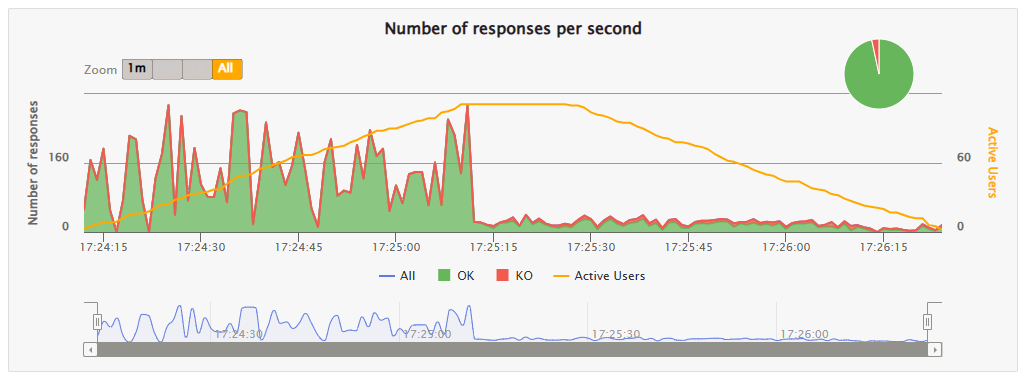 Number of responses per second
Zoom 1m All
Number of responses
160
0
60
0
Active Users
17:24:15 17:24:30 17:24:45 17:25:00 17:25:15 17:25:30 17:25:45 17:26:00 17:26:15
All OK KO Active Users
17:24:30 17:25:00 17:25:30 17:26:00